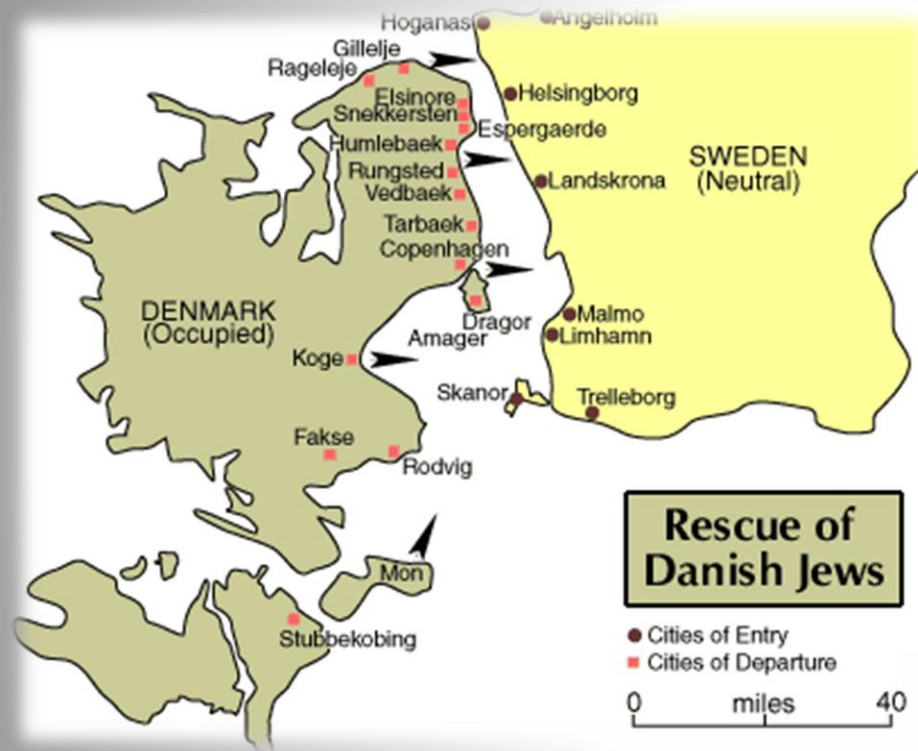 Hoganas
Angelholm
Gillelje
Rageleje
Helsingborg
Elsinore
Snekkersten
Espergaerde
Humlebaek
SWEDEN
(Neutral)
Rungsted
Landskrona
Vedbaek
Tarbaek
Copenhagen
DENMARK
(Occupied)
Malmo
Dragor
Limhamn
Amager
Koge
Skanor
Trelleborg
Fakse
Rodvig
Rescue of
Danish Jews
Mon
Stubbekobing
Cities of Entry
Cities of Departure
0 miles 40